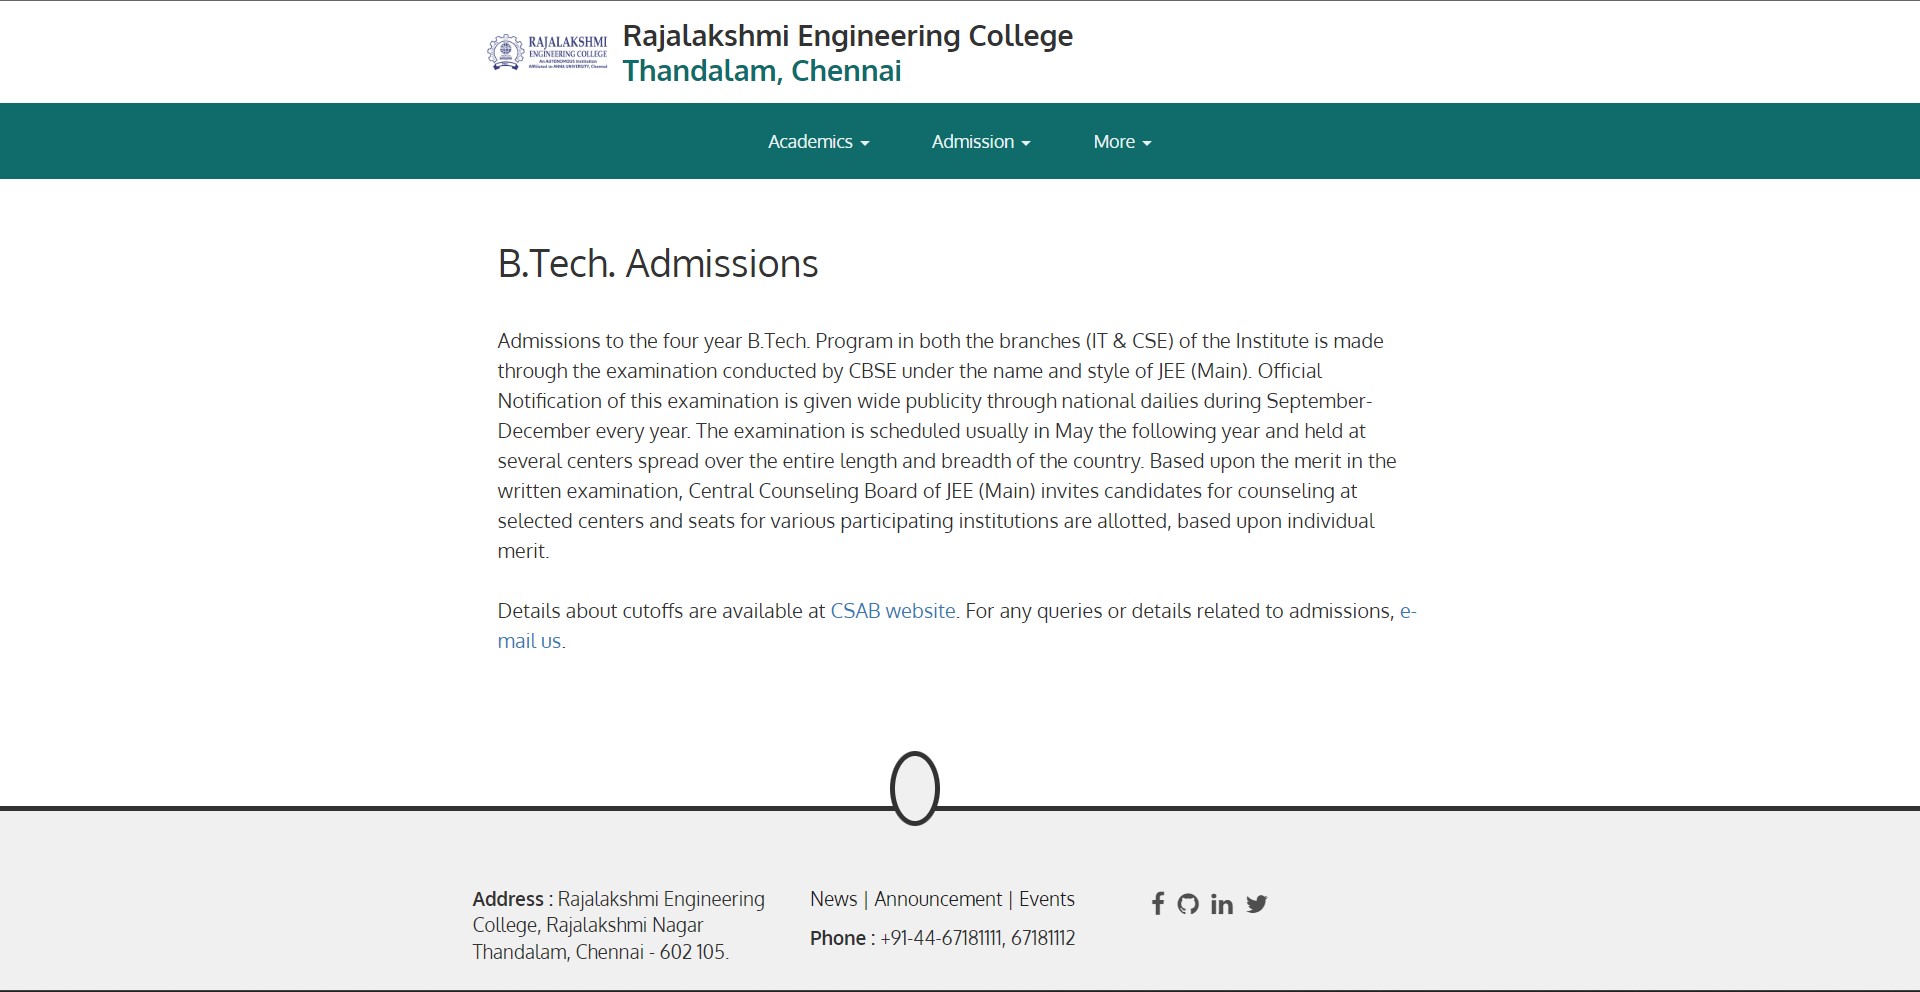 RAJALAKSHMI
ENGINEERING COLLEGE
An AUTONOMOUS Institution
Affiliated to ANNA UNIVERSITY, Chennai
Rajalakshmi Engineering College
Thandalam, Chennai
Academics
Admission
More
B.Tech. Admissions
Admissions to the four year B.Tech. Program in both the branches (IT & CSE) of the Institute is made
through the examination conducted by CBSE under the name and style of JEE (Main). Official
Notification of this examination is given wide publicity through national dailies during September-
December every year. The examination is scheduled usually in May the following year and held at
several centers spread over the entire length and breadth of the country. Based upon the merit in the
written examination, Central Counseling Board of JEE (Main) invites candidates for counseling at
selected centers and seats for various participating institutions are allotted, based upon individual
merit.
Details about cutoffs are available at CSAB website. For any queries or details related to admissions, e-
mail us.
Address : Rajalakshmi Engineering
College, Rajalakshmi Nagar
Thandalam, Chennai - 602 105.
News | Announcement | Events
Phone : +91-44-67181111, 67181112